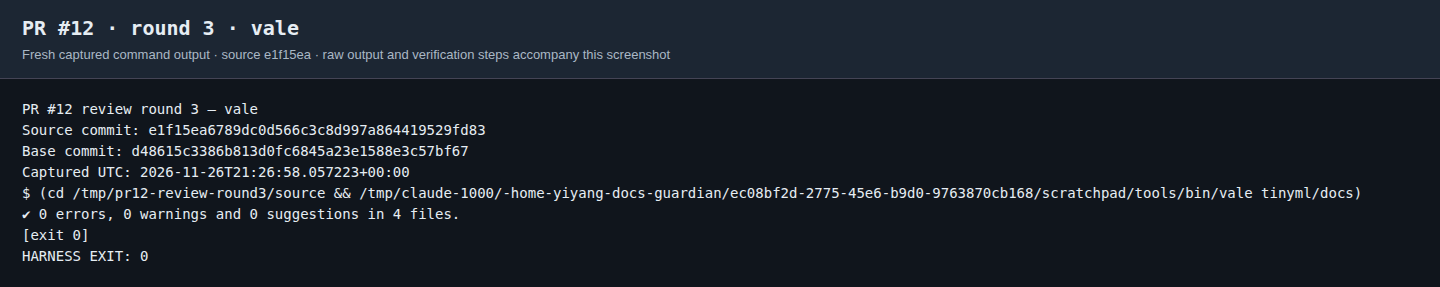 PR #12 · round 3 · vale
Fresh captured command output · source e1f15ea · raw output and verification steps accompany this screenshot
PR #12 review round 3 — vale
Source commit: e1f15ea6789dc0d566c3c8d997a864419529fd83
Base commit: d48615c3386b813d0fc6845a23e1588e3c57bf67
Captured UTC: 2026-11-26T21:26:58.057223+00:00
$ (cd /tmp/pr12-review-round3/source && /tmp/claude-1000/-home-yiyang-docs-guardian/ec08bf2d-2775-45e6-b9d0-9763870cb168/scratchpad/tools/bin/vale tinyml/docs)
✔ 0 errors, 0 warnings and 0 suggestions in 4 files.
[exit 0]
HARNESS EXIT: 0